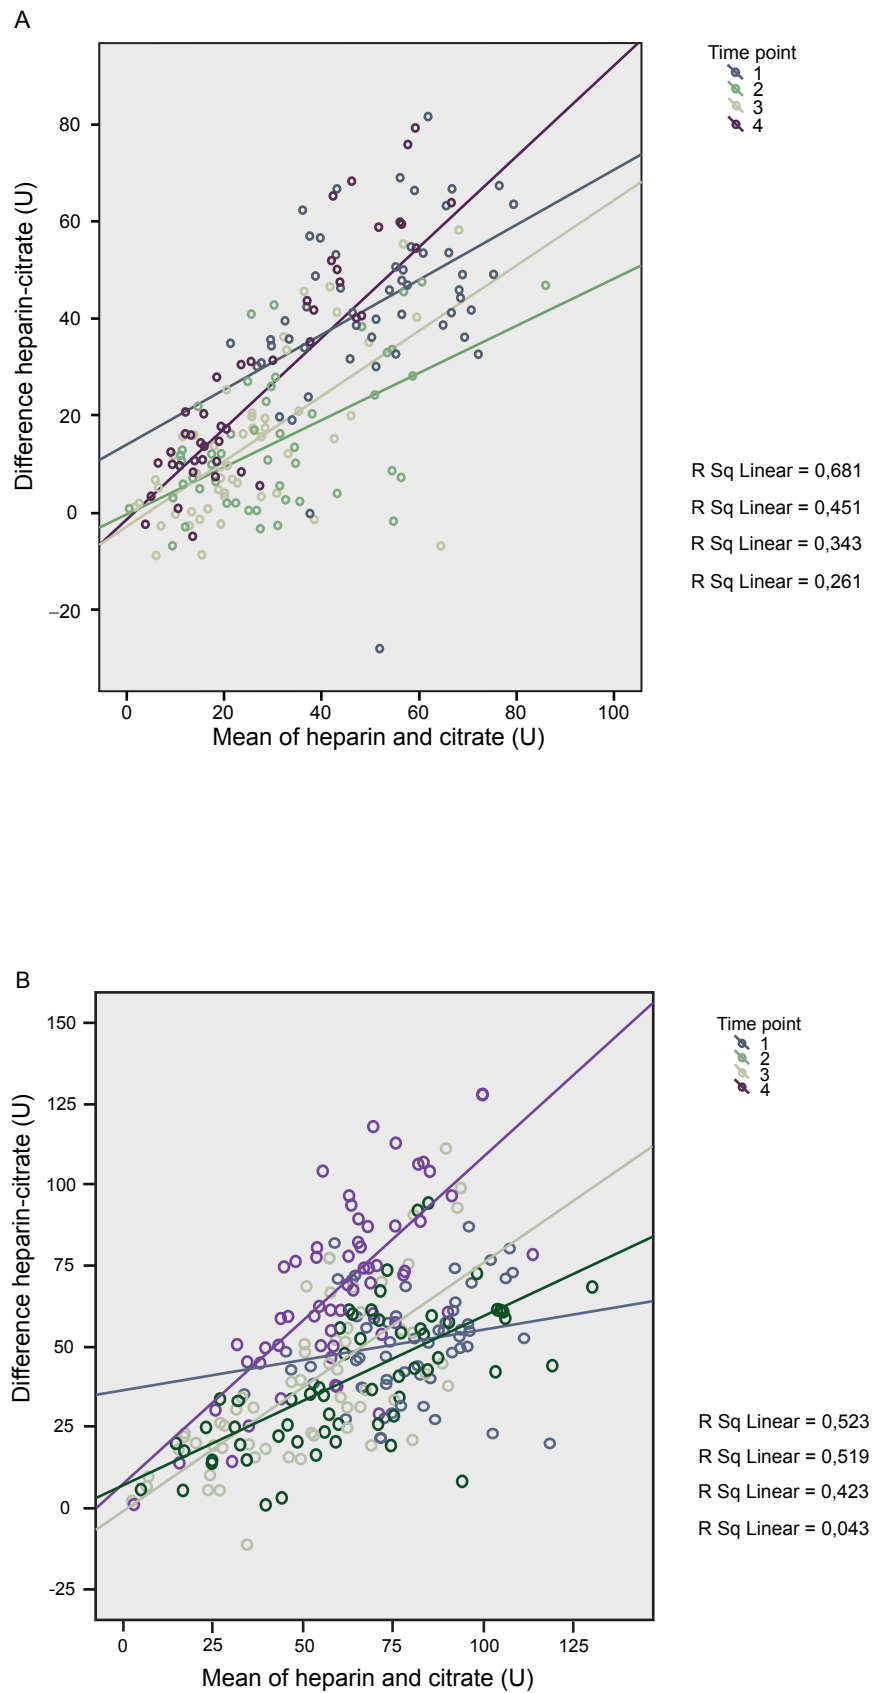 A
Time point
1
2
3
4
80
60
40
20
0
–20
Difference heparin-citrate (U)
R Sq Linear = 0,681
R Sq Linear = 0,451
R Sq Linear = 0,343
R Sq Linear = 0,261
0 20 40 60 80 100
Mean of heparin and citrate (U)
B
Time point
1
2
3
4
150
125
100
75
50
25
0
-25
Difference heparin-citrate (U)
R Sq Linear = 0,523
R Sq Linear = 0,519
R Sq Linear = 0,423
R Sq Linear = 0,043
0 25 50 75 100 125
Mean of heparin and citrate (U)